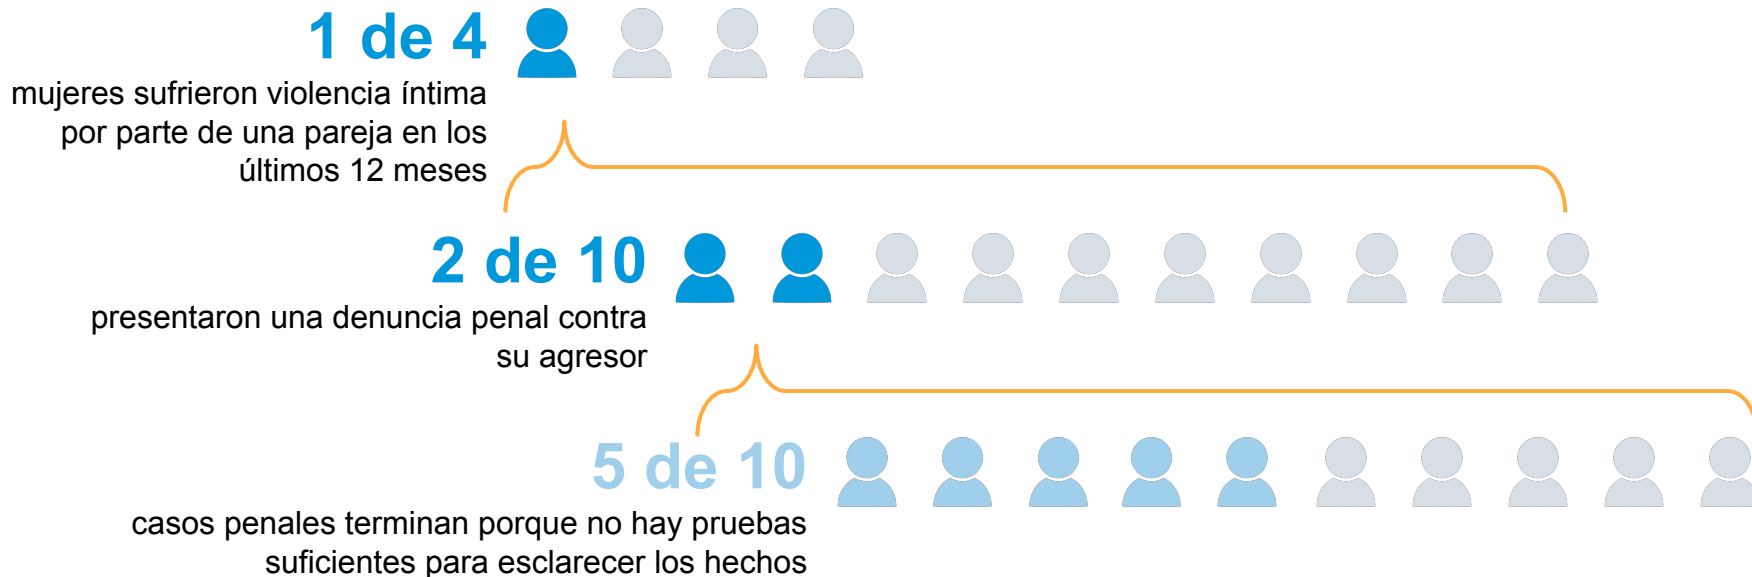 1 de 4
mujeres sufrieron violencia íntima
por parte de una pareja en los
últimos 12 meses
2 de 10
presentaron una denuncia penal contra
su agresor
5 de 10
casos penales terminan porque no hay pruebas
suficientes para esclarecer los hechos